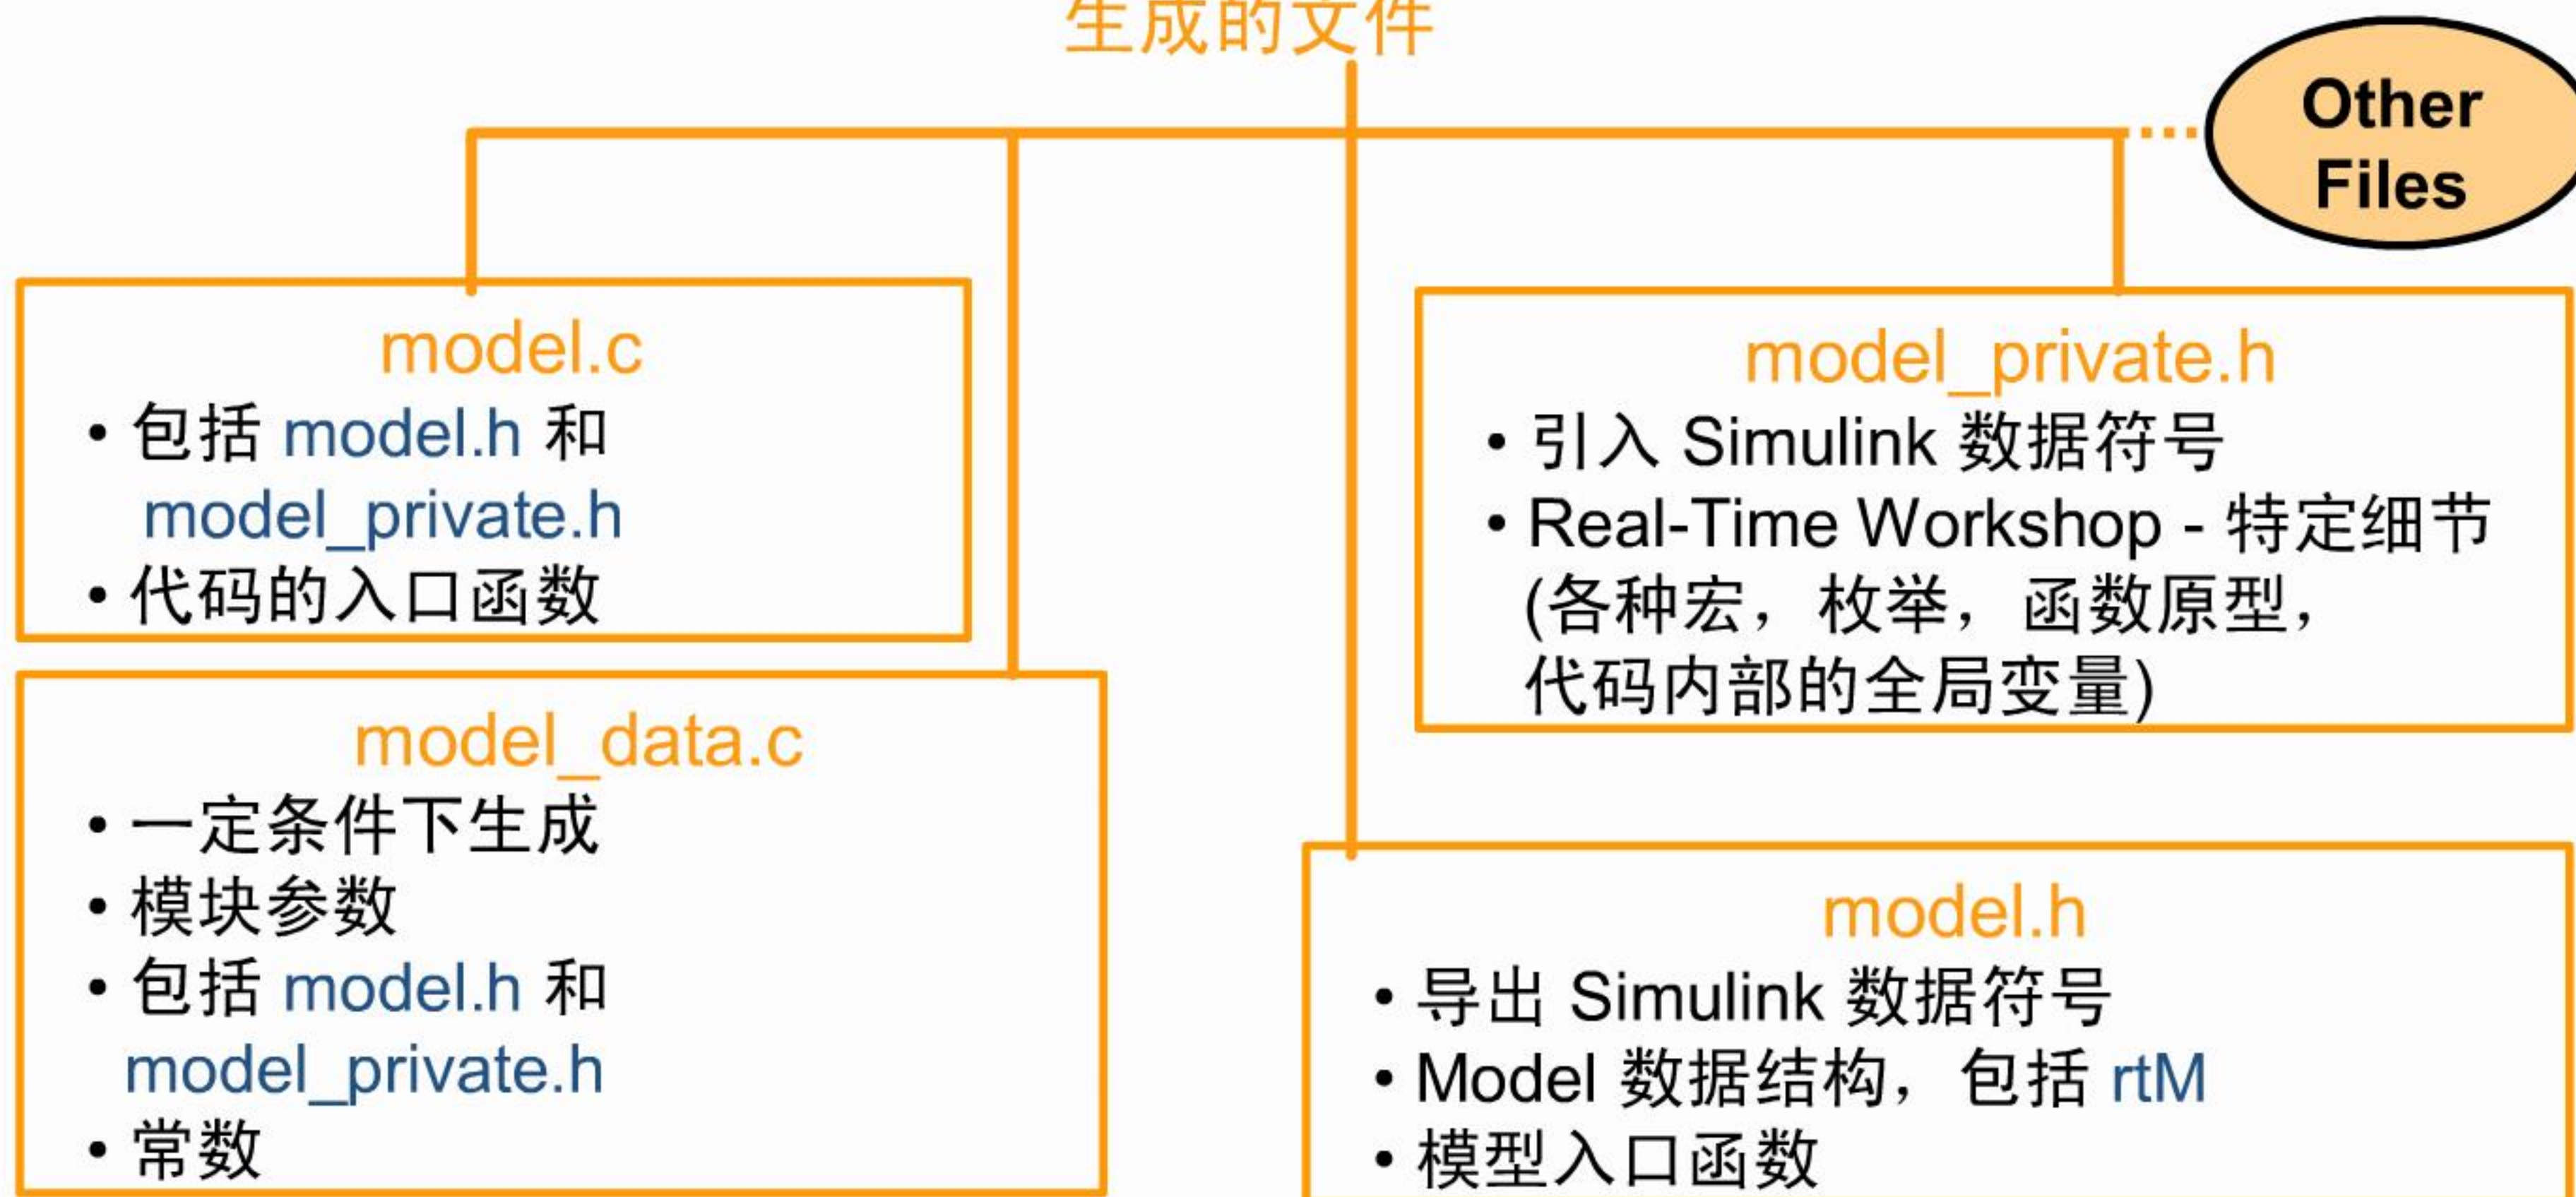 生成的文件
Other
Files
model.c
• 包括 model.h 和
model_private.h
• 代码的入口函数
model_data.c
• 一定条件下生成
• 模块参数
• 包括 model.h 和
model_private.h
• 常数
model_private.h
• 引入 Simulink 数据符号
• Real-Time Workshop - 特定细节
(各种宏，枚举，函数原型，
代码内部的全局变量)
model.h
• 导出 Simulink 数据符号
• Model 数据结构，包括 rtM
• 模型入口函数